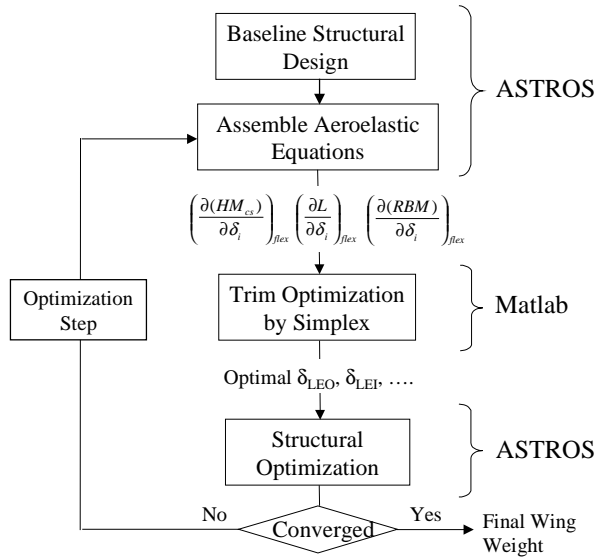 Baseline Structural
Design
ASTROS
Assemble Aeroelastic
Equations
(∂(HM_cs)/∂δ_i)_flex (∂L/∂δ_i)_flex (∂(RBM)/∂δ_i)_flex
Optimization
Step
Trim Optimization
by Simplex
Matlab
Optimal δ_LEO, δ_LEI, ....
Structural
Optimization
ASTROS
No
Converged
Yes
Final Wing
Weight